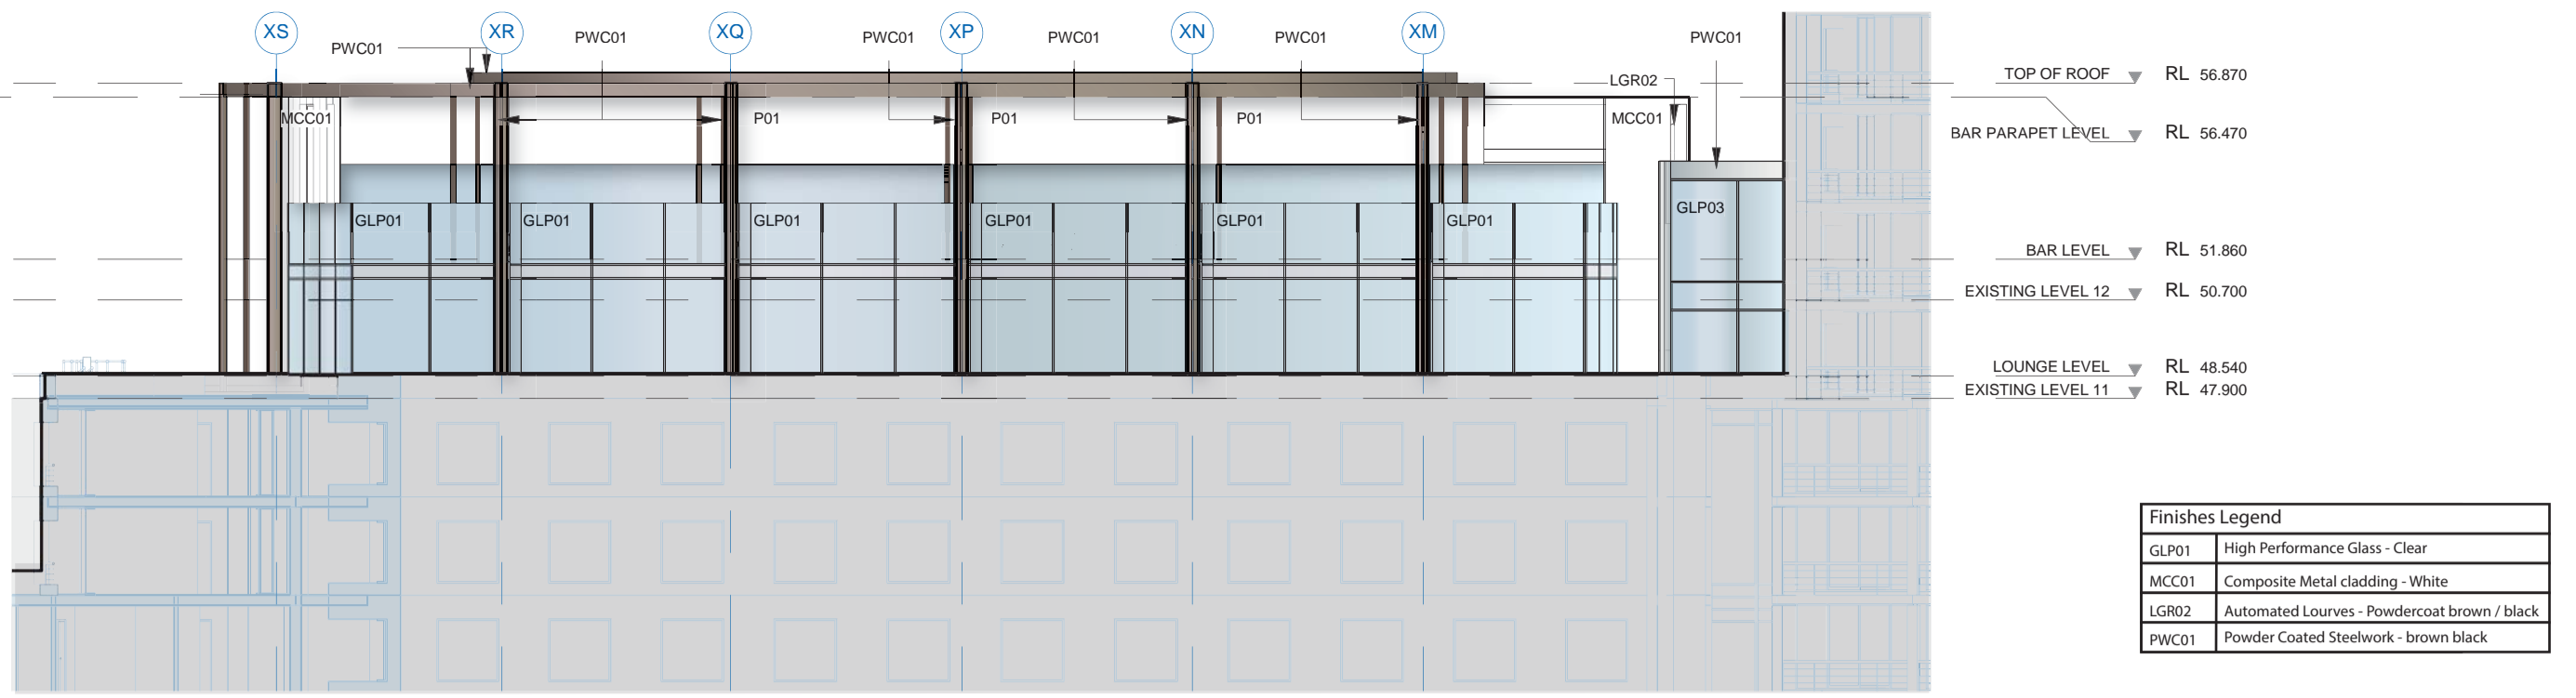 XS
XR
XQ
XP
XN
XM
PWC01
PWC01
PWC01
PWC01
PWC01
PWC01
LGR02
MCC01
P01
P01
P01
MCC01
GLP01
GLP01
GLP01
GLP01
GLP01
GLP01
GLP03
TOP OF ROOF RL 56.870
BAR PARAPET LEVEL RL 56.470
BAR LEVEL RL 51.860
EXISTING LEVEL 12 RL 50.700
LOUNGE LEVEL RL 48.540
EXISTING LEVEL 11 RL 47.900
Finishes Legend
GLP01 High Performance Glass - Clear
MCC01 Composite Metal cladding - White
LGR02 Automated Lourves - Powdercoat brown / black
PWC01 Powder Coated Steelwork - brown black